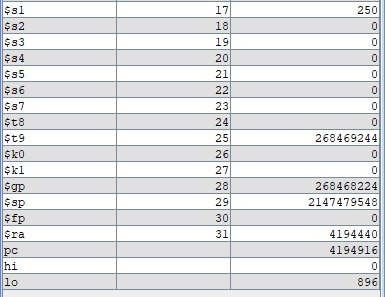 $s1 17 250
$s2 18 0
$s3 19 0
$s4 20 0
$s5 21 0
$s6 22 0
$s7 23 0
$t8 24 0
$t9 25 268469244
$k0 26 0
$k1 27 0
$gp 28 268468224
$sp 29 2147479548
$fp 30 0
$ra 31 4194440
pc 4194916
hi 0
lo 896